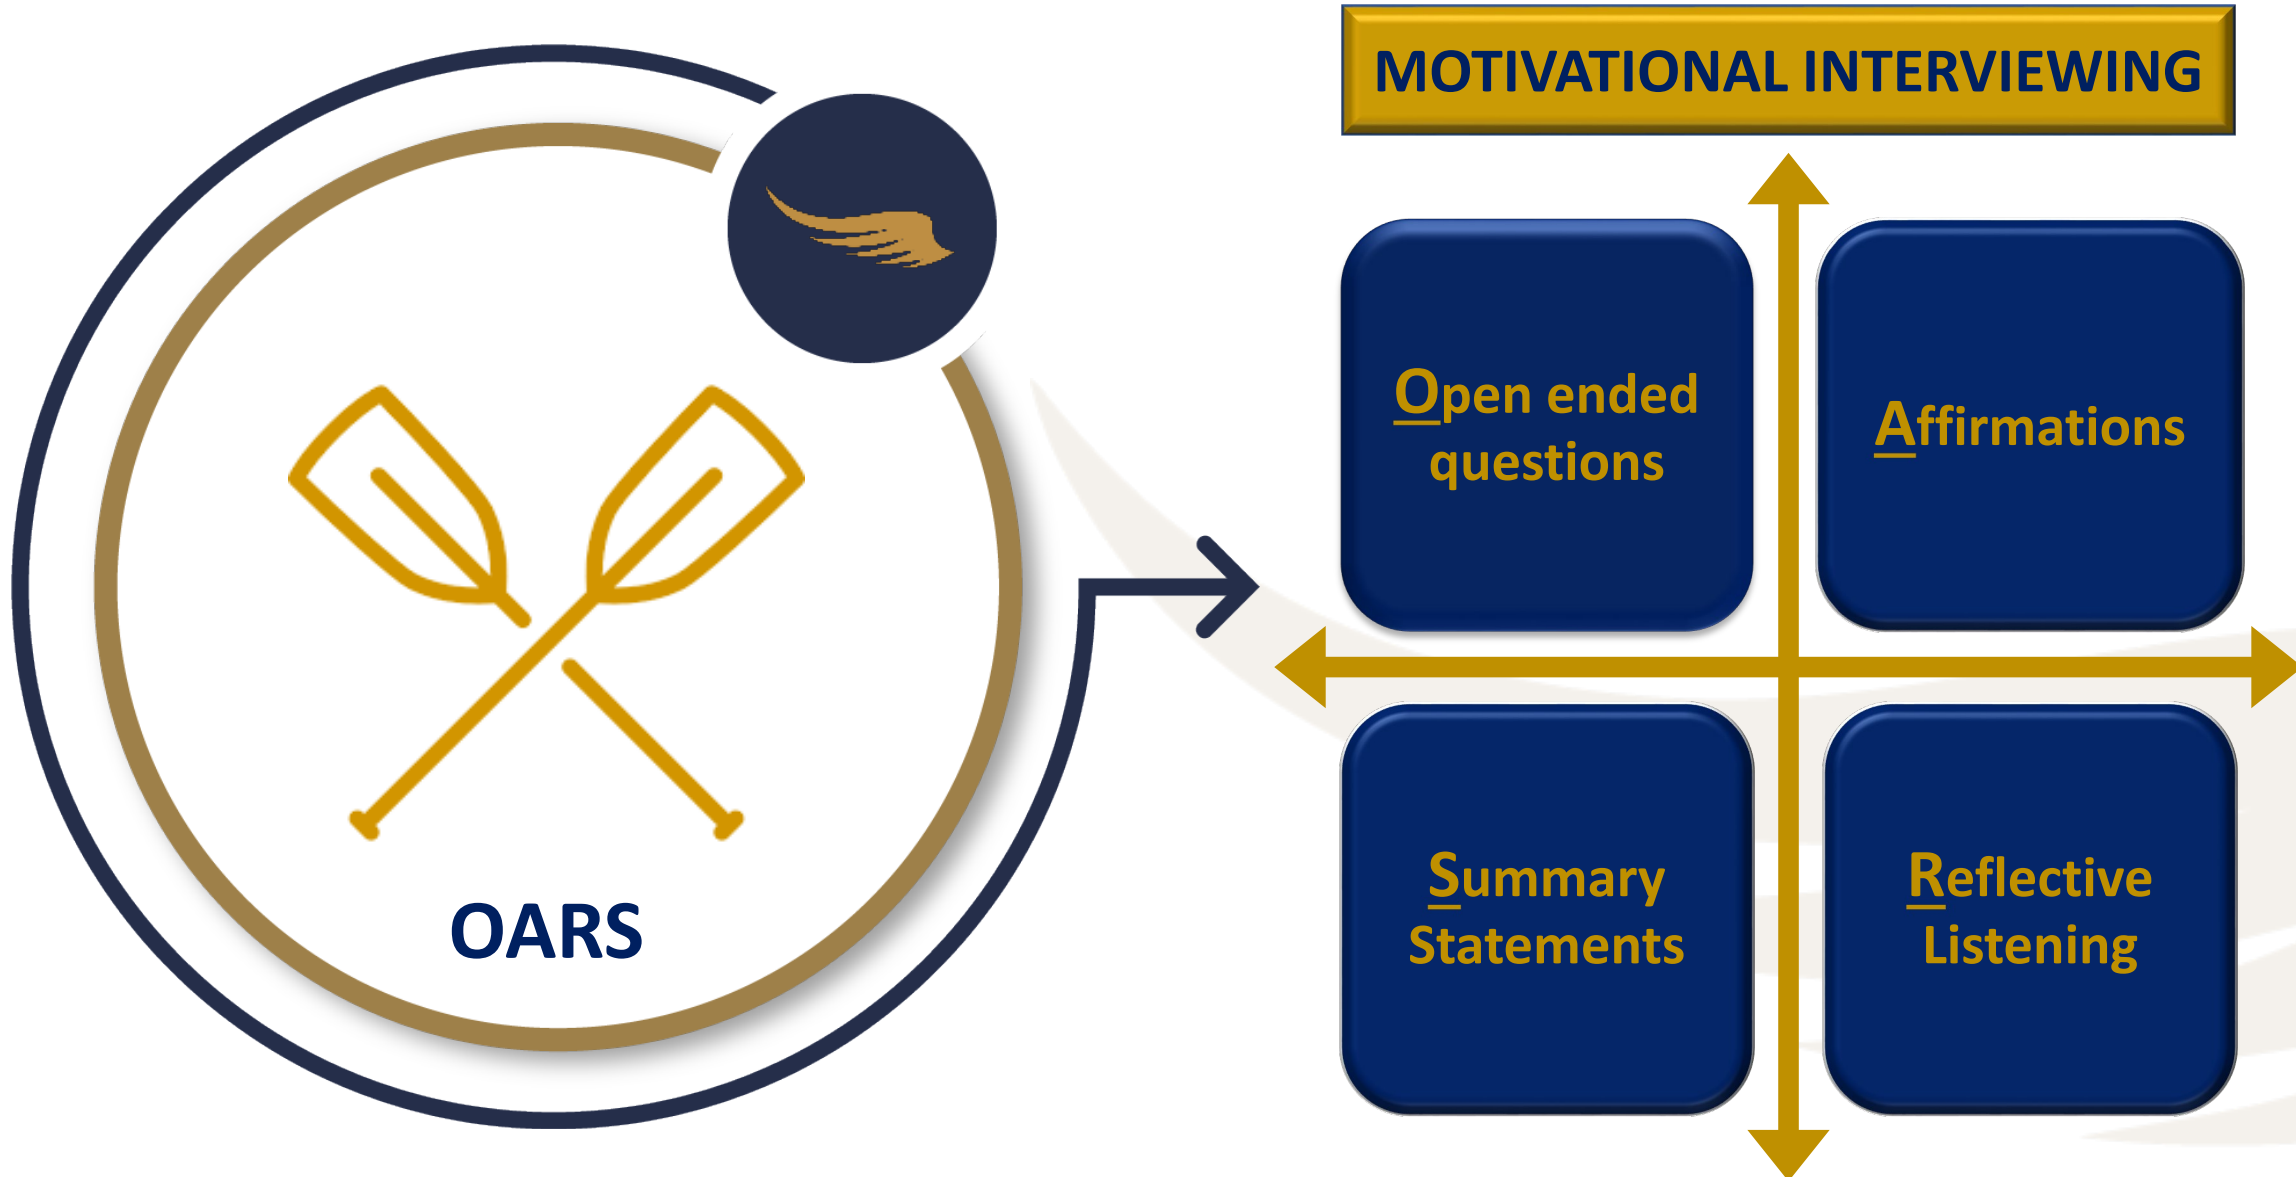 MOTIVATIONAL INTERVIEWING
Open ended
questions
Affirmations
Summary
Statements
Reflective
Listening
OARS